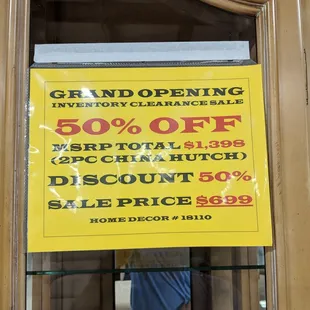 GRAND OPENING
INVENTORY CLEARANCE SALE
50% OFF
MSRP TOTAL $1,398
(2PC CHINA HUTCH)
DISCOUNT 50%
SALE PRICE $699
HOME DECOR # 18110